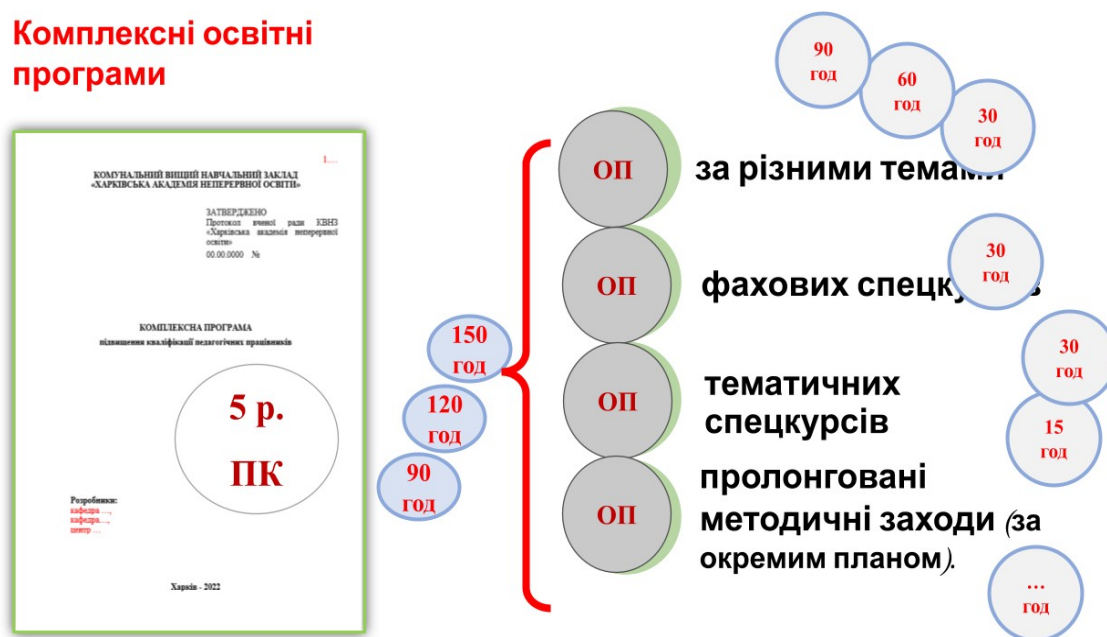 Комплексні освітні
програми
1....
КОМУНАЛЬНИЙ ВИЩИЙ НАВЧАЛЬНИЙ ЗАКЛАД
«ХАРКІВСЬКА АКАДЕМІЯ НЕПЕРЕРВНОЇ ОСВІТИ»
ЗАТВЕРДЖЕНО
Протокол вченої ради КВНЗ
«Харківська академія неперервної
освіти»
00.00.0000 №
КОМПЛЕКСНА ПРОГРАМА
підвищення кваліфікації педагогічних працівників
5 р.
ПК
Розробники:
кафедра …,
кафедра…,
центр …
Харків - 2022
150
год
120
год
90
год
ОП
за різними темами
90
год
60
год
30
год
ОП
фахових спецку
30
год
ОП
тематичних
спецкурсів
30
год
15
год
ОП
пролонговані
методичні заходи (за
окремим планом).
…
год